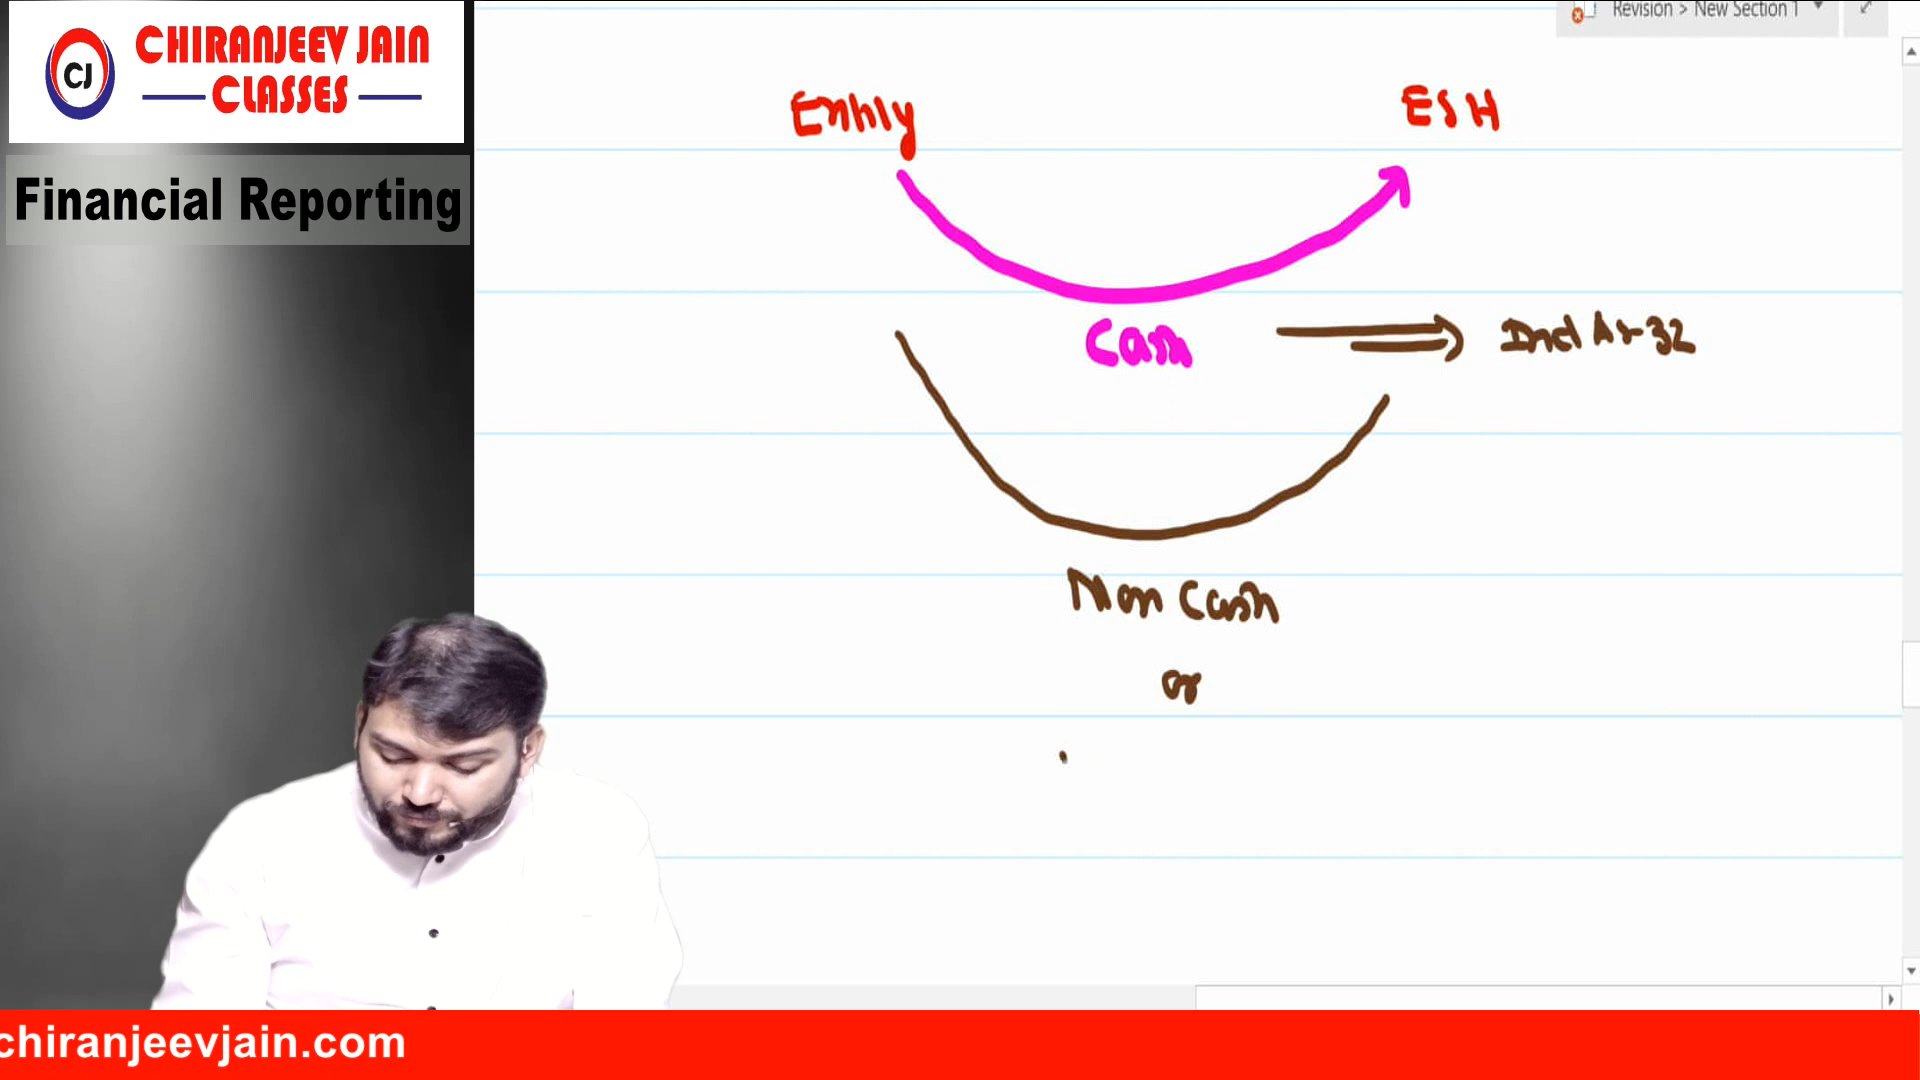 CHIRANJEEV JAIN
CJ
CLASSES
Financial Reporting
Revision > New Section 1
Entity
ESH
Cash
Ind As-32
Non Cash
or
chiranjeevjain.com